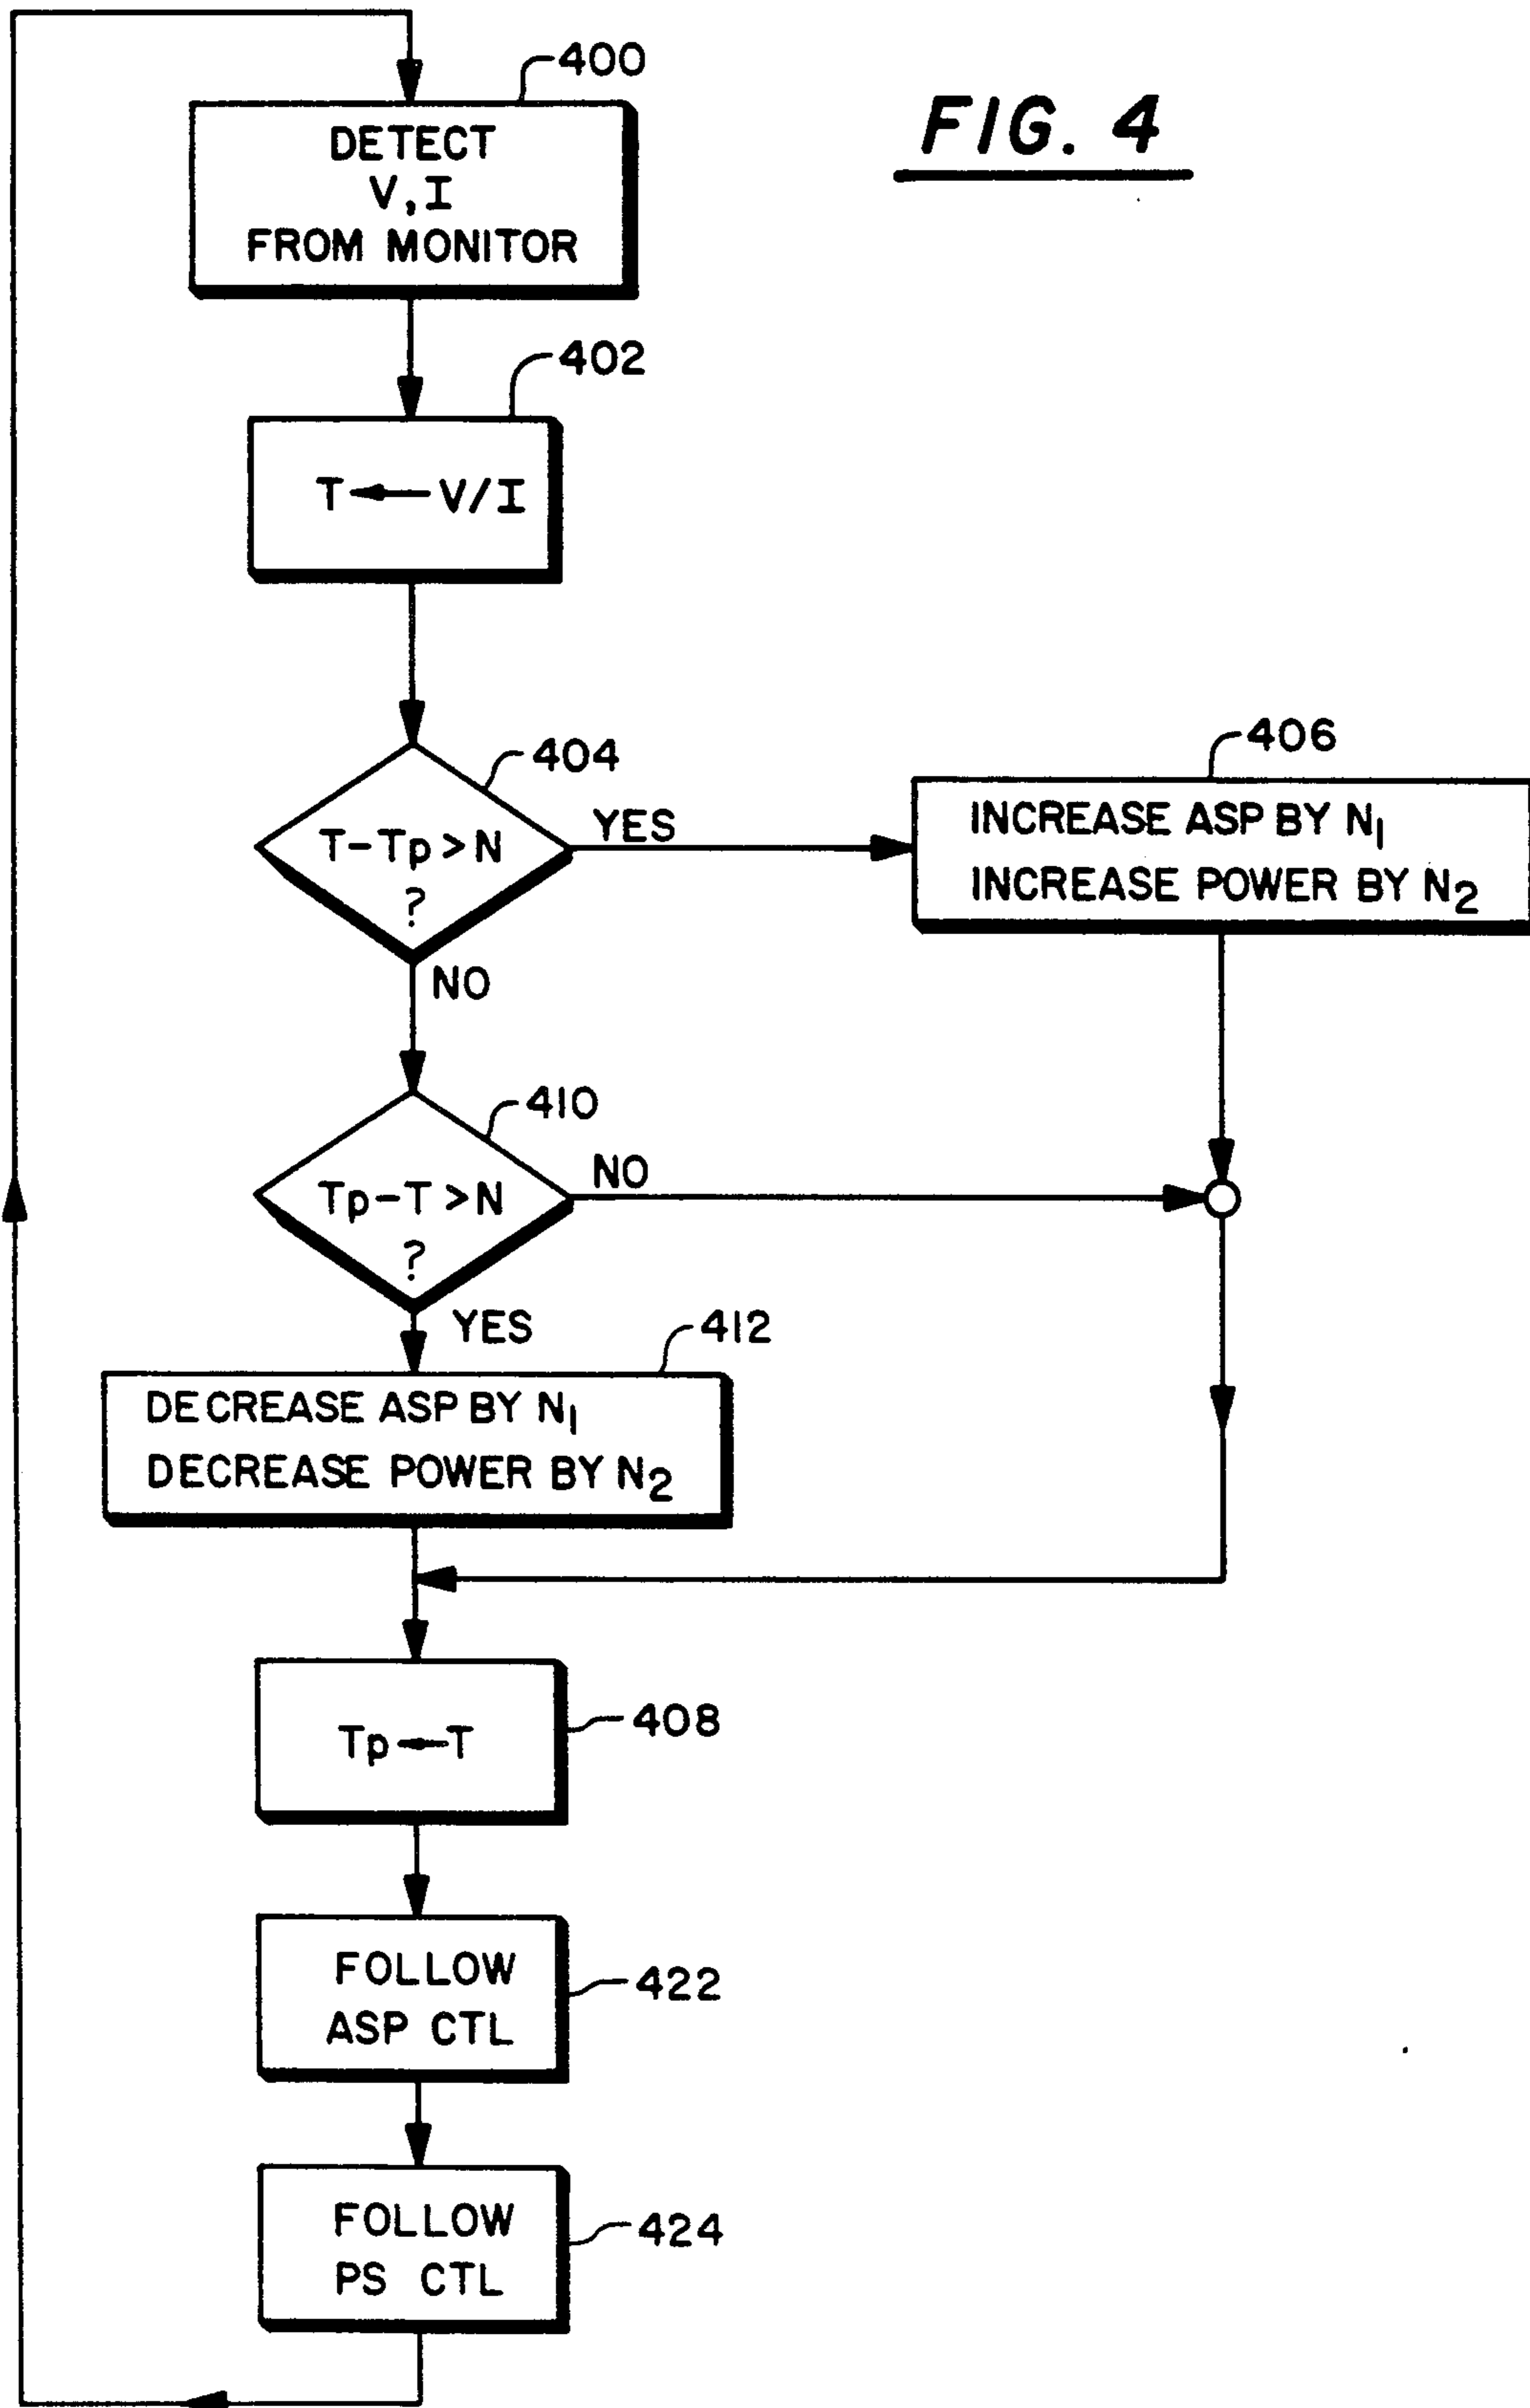 FIG. 4
400
DETECT
V, I
FROM MONITOR
402
T ← V/I
404
T-Tp > N
?
YES
NO
406
INCREASE ASP BY N1
INCREASE POWER BY N2
410
Tp-T > N
?
NO
YES
412
DECREASE ASP BY N1
DECREASE POWER BY N2
Tp ← T
408
FOLLOW
ASP CTL
422
FOLLOW
PS CTL
424